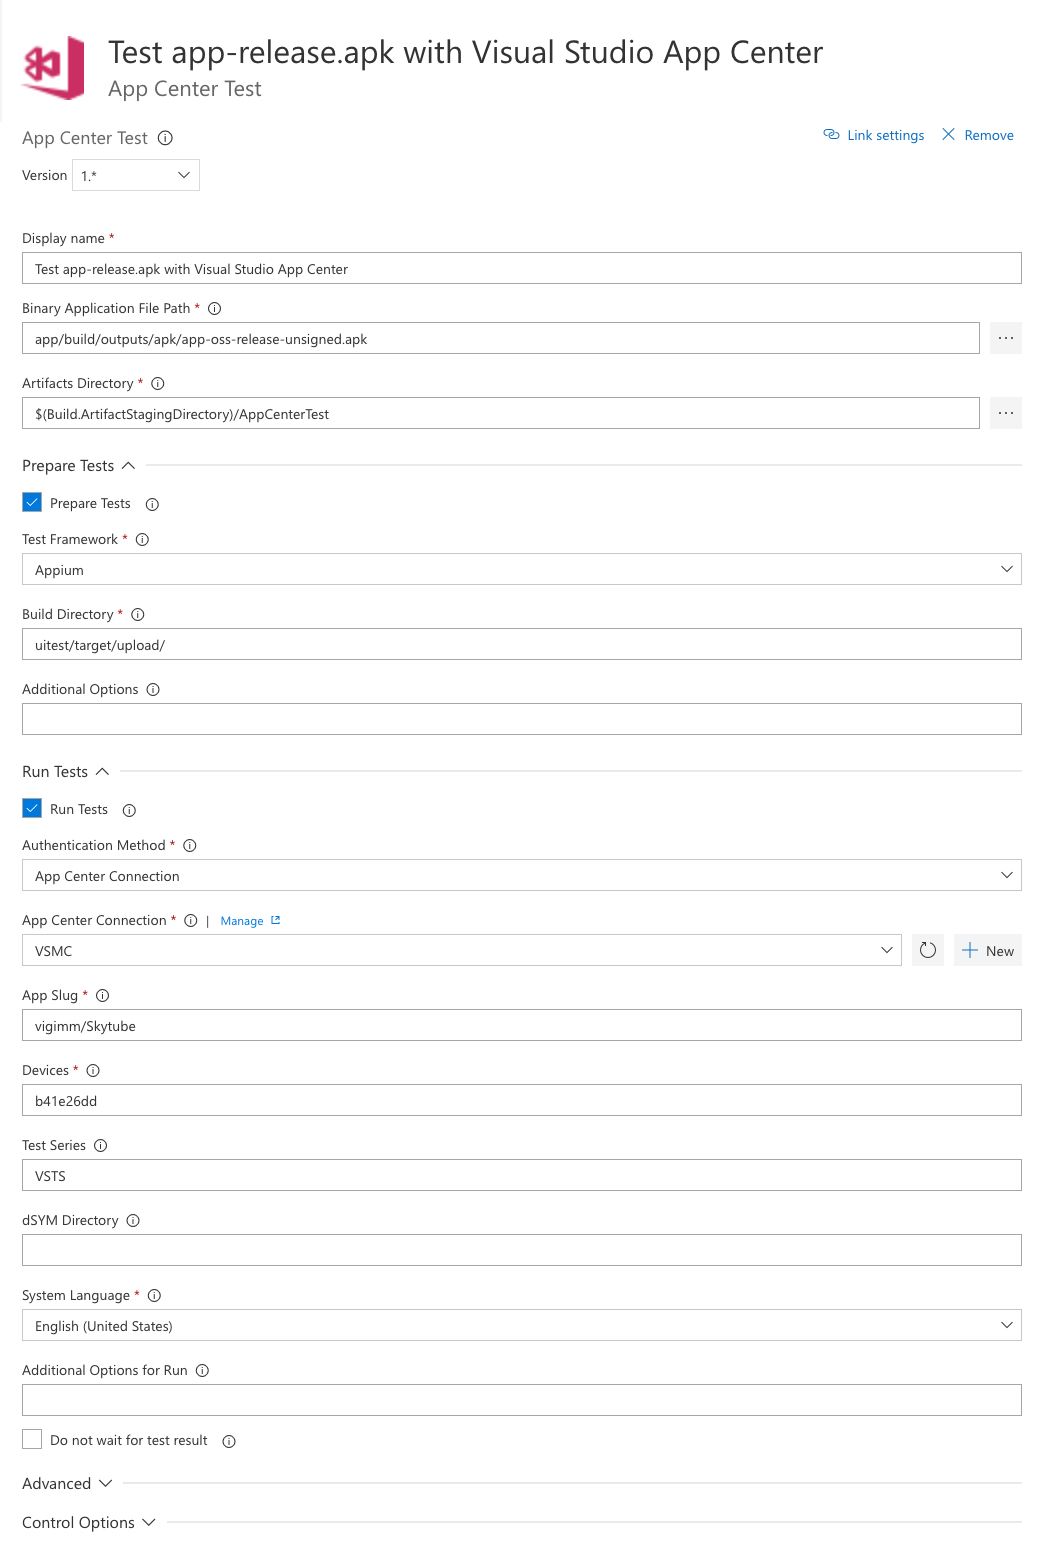 Test app-release.apk with Visual Studio App Center
App Center Test
App Center Test
Link settings Remove
Version 1.*
Display name *
Test app-release.apk with Visual Studio App Center
Binary Application File Path *
app/build/outputs/apk/app-oss-release-unsigned.apk
Artifacts Directory *
$(Build.ArtifactStagingDirectory)/AppCenterTest
Prepare Tests
Prepare Tests
Test Framework *
Appium
Build Directory *
uitest/target/upload/
Additional Options
Run Tests
Run Tests
Authentication Method *
App Center Connection
App Center Connection * | Manage
VSMC
New
App Slug *
vigimm/Skytube
Devices *
b41e26dd
Test Series
VSTS
dSYM Directory
System Language *
English (United States)
Additional Options for Run
Do not wait for test result
Advanced
Control Options